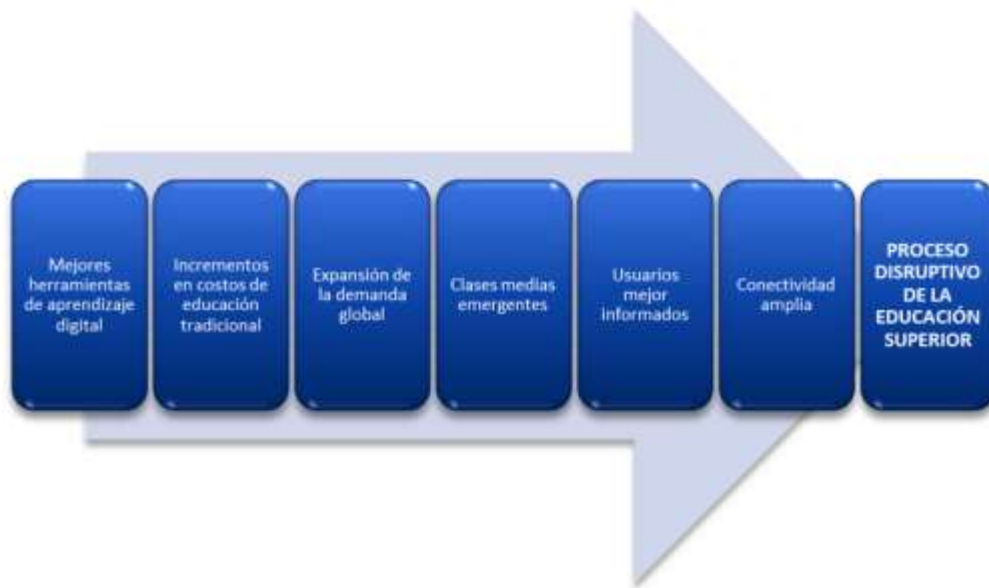 Mejores
herramientas
de aprendizaje
digital
Incrementos
en costos de
educación
tradicional
Expansión de
la demanda
global
Clases medias
emergentes
Usuarios
mejor
informados
Conectividad
amplia
PROCESO
DISRUPTIVO
DE LA
EDUCACIÓN
SUPERIOR